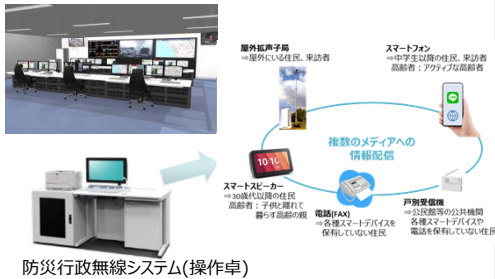 屋外拡声子局
⇒屋外にいる住民、来訪者
スマートフォン
⇒中学生以降の住民、来訪者
高齢者：アクティブな高齢者
複数のメディアへの
情報配信
10:10
スマートスピーカー
⇒30歳代以降の住民
高齢者：子供と離れて
暮らす高齢の親
電話(FAX)
⇒各種スマートデバイスを
保有していない住民
戸別受信機
⇒公民館等の公共機関
各種スマートデバイスや
電話を保有していない住民
防災行政無線システム(操作卓)